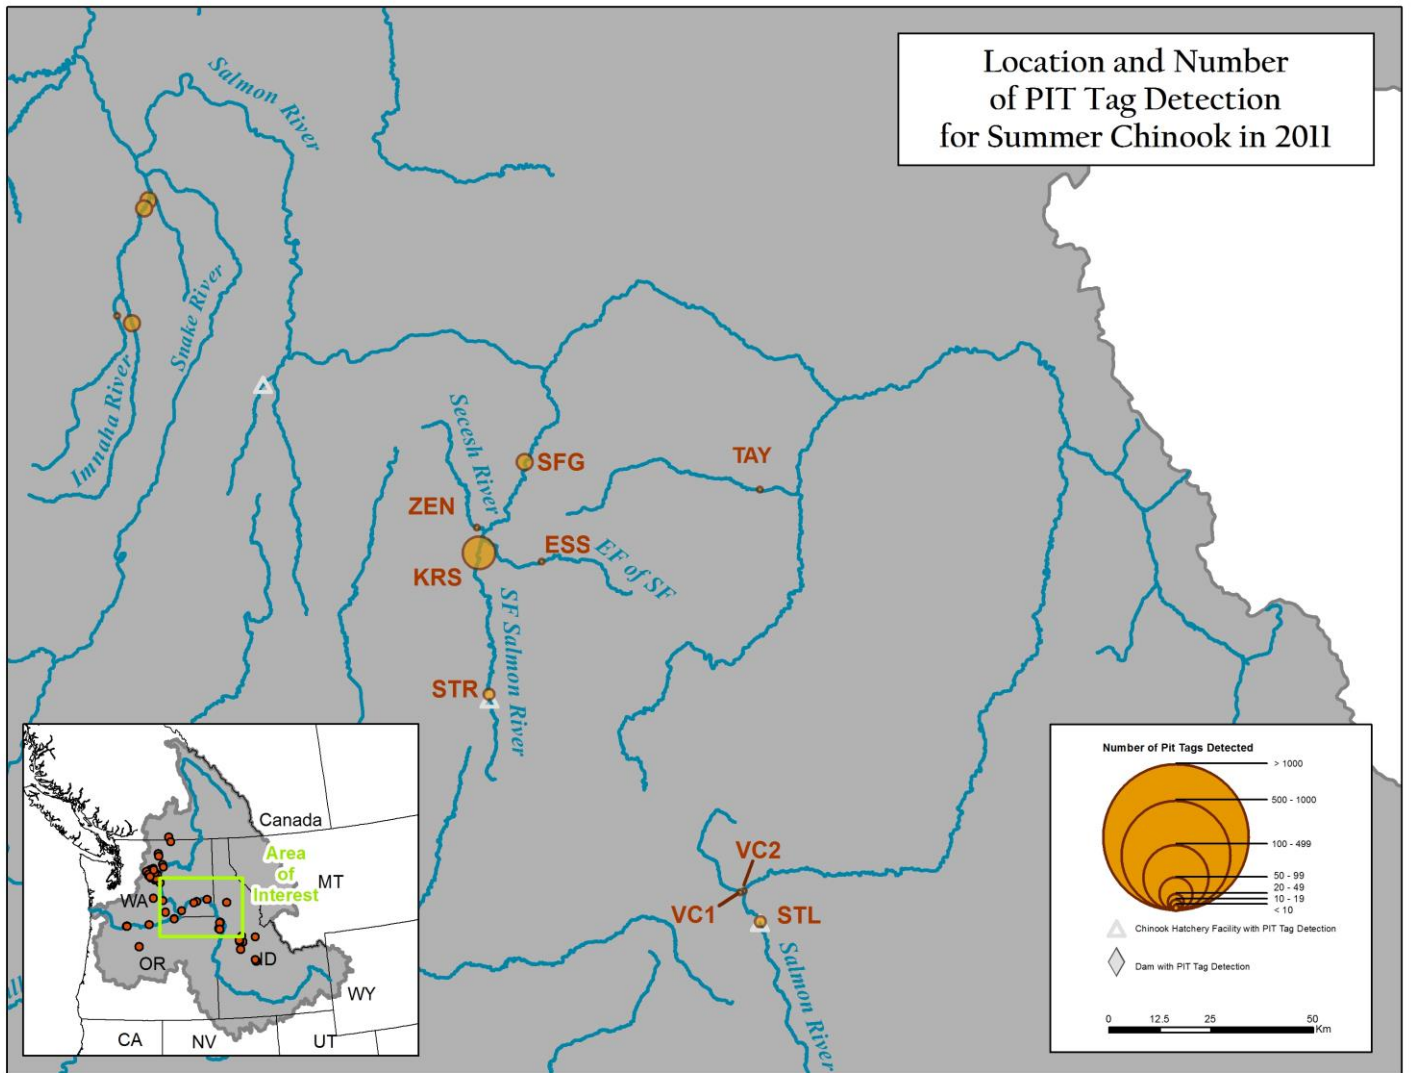 Location and Number
of PIT Tag Detection
for Summer Chinook in 2011
Salmon River
Snake River
Imnaha River
Secesh River
SFG
TAY
ZEN
ESS
EF of SF
KRS
SF Salmon River
STR
VC2
VC1
STL
Salmon River
Canada
Area
of
Interest
MT
WA
OR
ID
WY
CA
NV
UT
Number of Pit Tags Detected
> 1000
500 - 1000
100 - 499
50 - 99
20 - 49
10 - 19
< 10
Chinook Hatchery Facility with PIT Tag Detection
Dam with PIT Tag Detection
0 12.5 25 50
Km